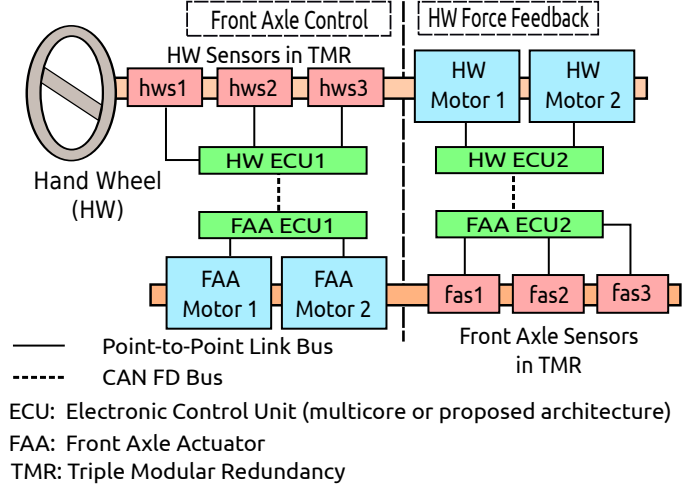 Front Axle Control
HW Force Feedback
HW Sensors in TMR
hws1
hws2
hws3
HW
Motor 1
HW
Motor 2
HW ECU1
HW ECU2
Hand Wheel
(HW)
FAA ECU1
FAA ECU2
FAA
Motor 1
FAA
Motor 2
fas1
fas2
fas3
Front Axle Sensors
in TMR
Point-to-Point Link Bus
CAN FD Bus
ECU: Electronic Control Unit (multicore or proposed architecture)
FAA: Front Axle Actuator
TMR: Triple Modular Redundancy